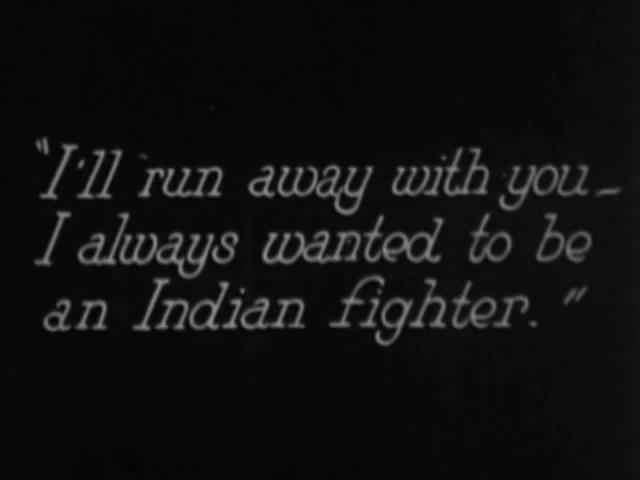 "I'll run away with you—
I always wanted to be
an Indian fighter."